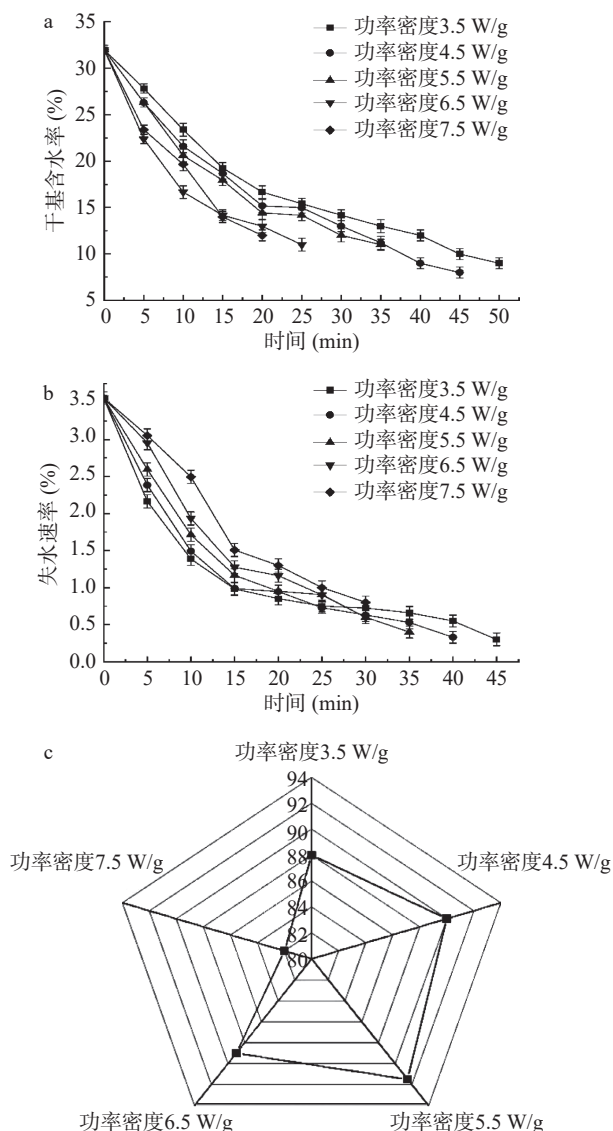 a
功率密度3.5 W/g
功率密度4.5 W/g
功率密度5.5 W/g
功率密度6.5 W/g
功率密度7.5 W/g
干基含水率 (%)
35
30
25
20
15
10
5
0 5 10 15 20 25 30 35 40 45 50
时间 (min)
b
功率密度3.5 W/g
功率密度4.5 W/g
功率密度5.5 W/g
功率密度6.5 W/g
功率密度7.5 W/g
失水速率 (%)
3.5
3.0
2.5
2.0
1.5
1.0
0.5
0.0
0 5 10 15 20 25 30 35 40 45
时间 (min)
c
功率密度3.5 W/g
94
92
90
88
86
84
82
80
功率密度7.5 W/g
功率密度4.5 W/g
功率密度6.5 W/g
功率密度5.5 W/g